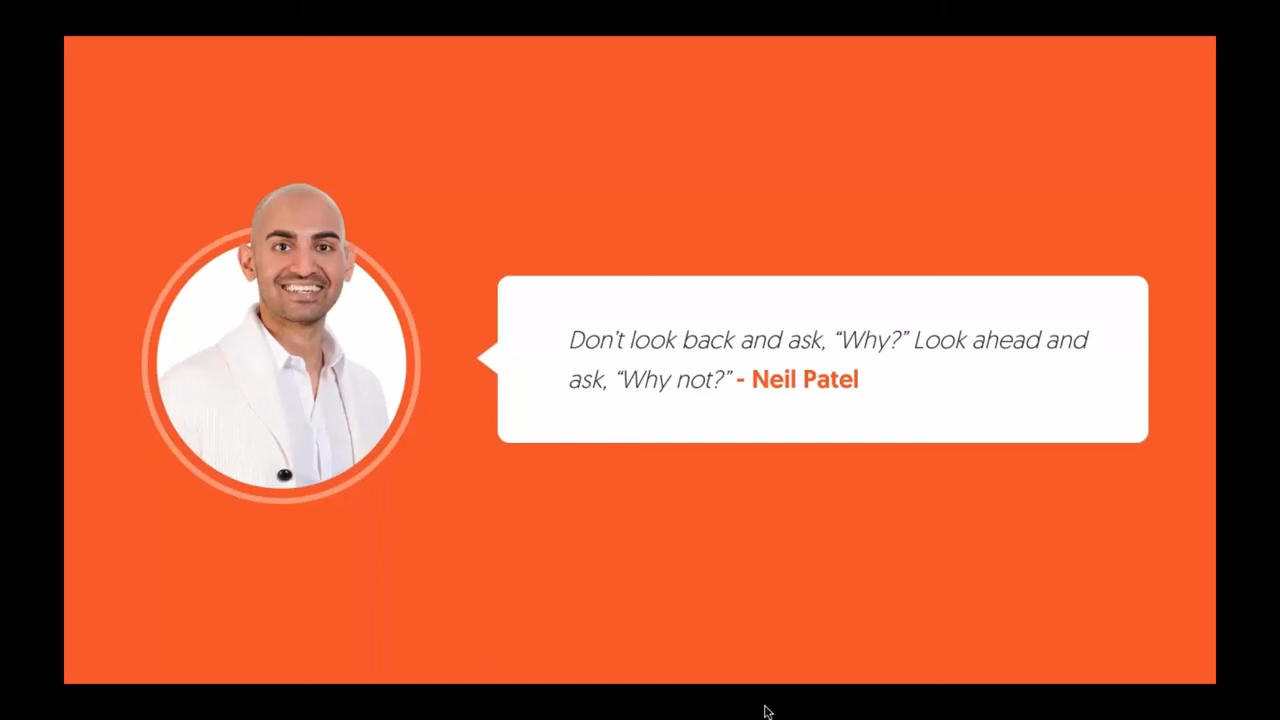 Don’t look back and ask, “Why?” Look ahead and
ask, “Why not?” - Neil Patel